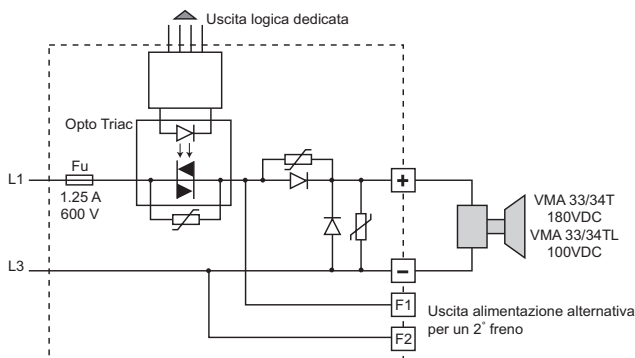 Uscita logica dedicata
Opto Triac
Fu
L1
1.25 A
600 V
+
VMA 33/34T
180VDC
VMA 33/34TL
100VDC
L3
−
F1
Uscita alimentazione alternativa
per un 2° freno
F2